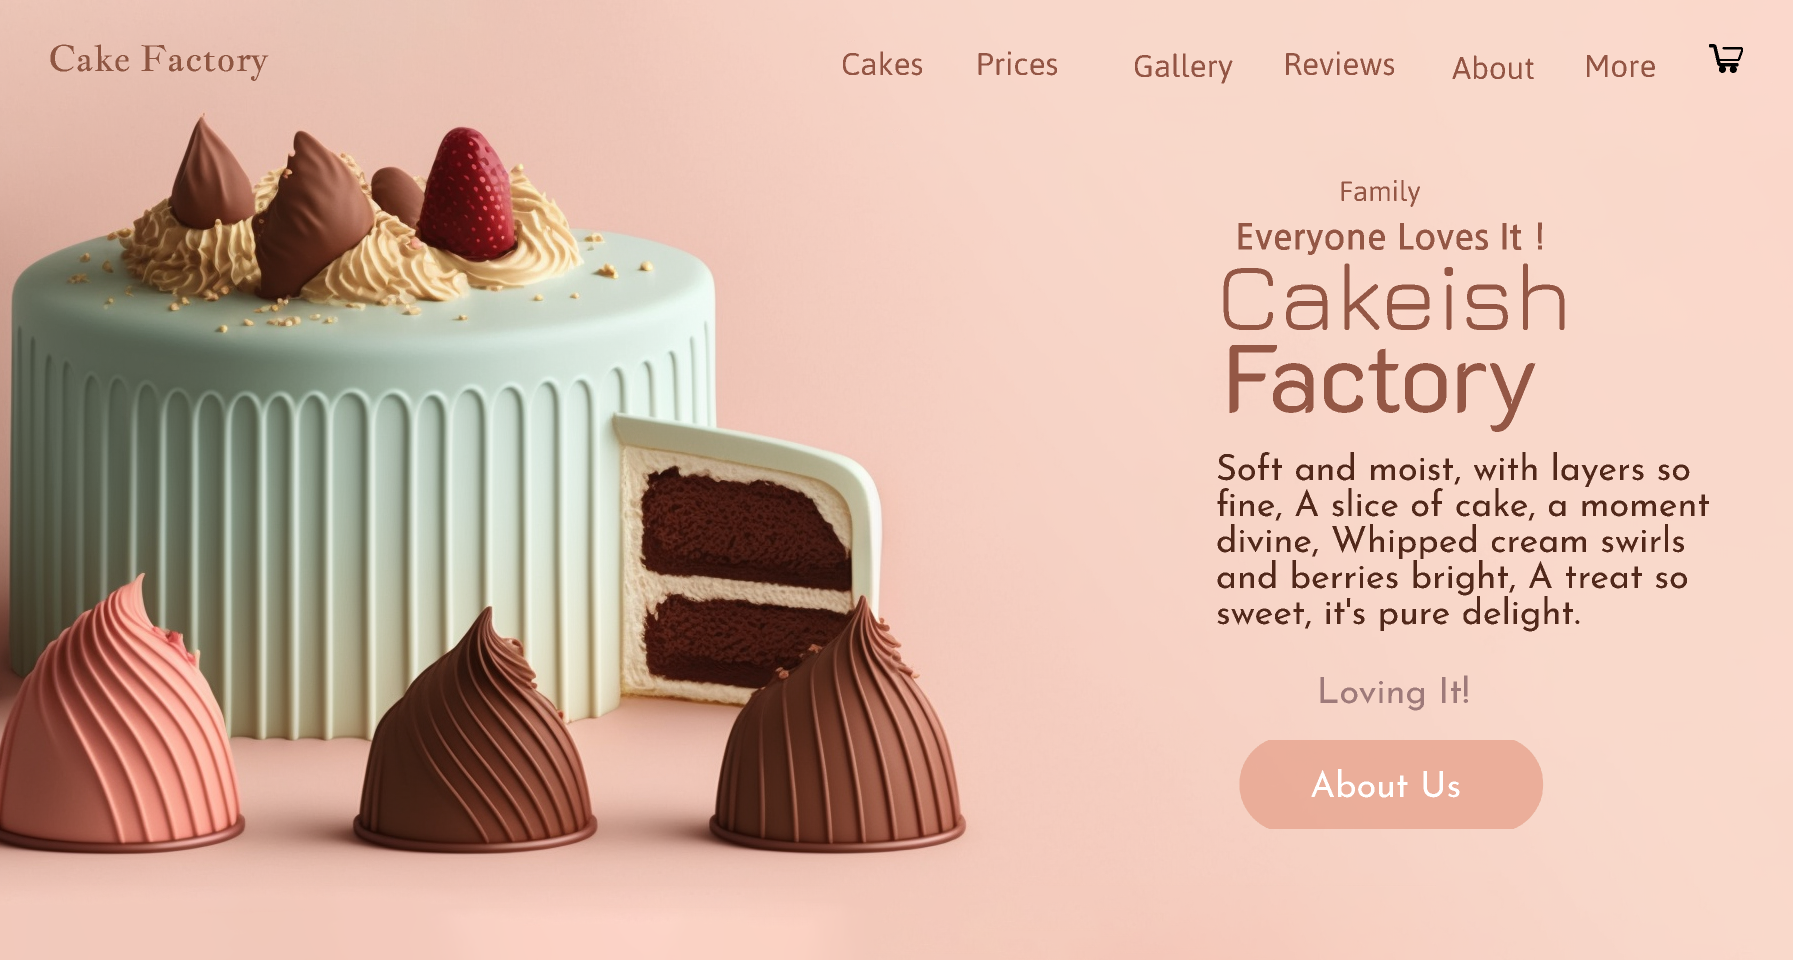 Cake Factory
Cakes Prices Gallery Reviews About More
Family
Everyone Loves It !
Cakeish
Factory
Soft and moist, with layers so
fine, A slice of cake, a moment
divine, Whipped cream swirls
and berries bright, A treat so
sweet, it's pure delight.
Loving It!
About Us